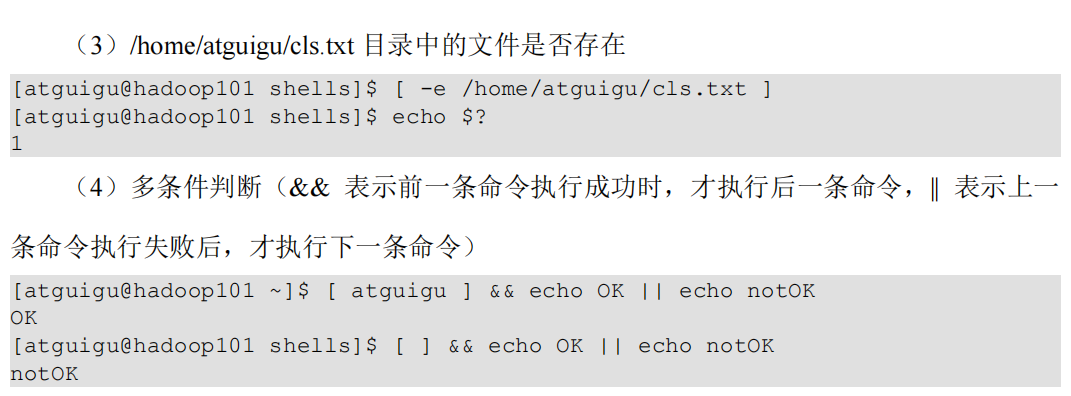 （3）/home/atguigu/cls.txt 目录中的文件是否存在
[atguigu@hadoop101 shells]$ [ -e /home/atguigu/cls.txt ]
[atguigu@hadoop101 shells]$ echo $?
1
（4）多条件判断（&& 表示前一条命令执行成功时，才执行后一条命令，|| 表示上一
条命令执行失败后，才执行下一条命令）
[atguigu@hadoop101 ~]$ [ atguigu ] && echo OK || echo notOK
OK
[atguigu@hadoop101 shells]$ [ ] && echo OK || echo notOK
notOK